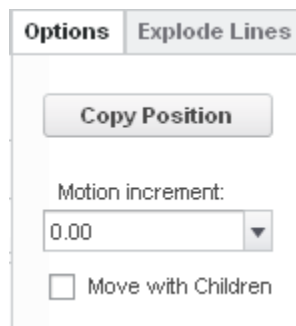 Options Explode Lines
Copy Position
Motion increment:
0.00
Move with Children